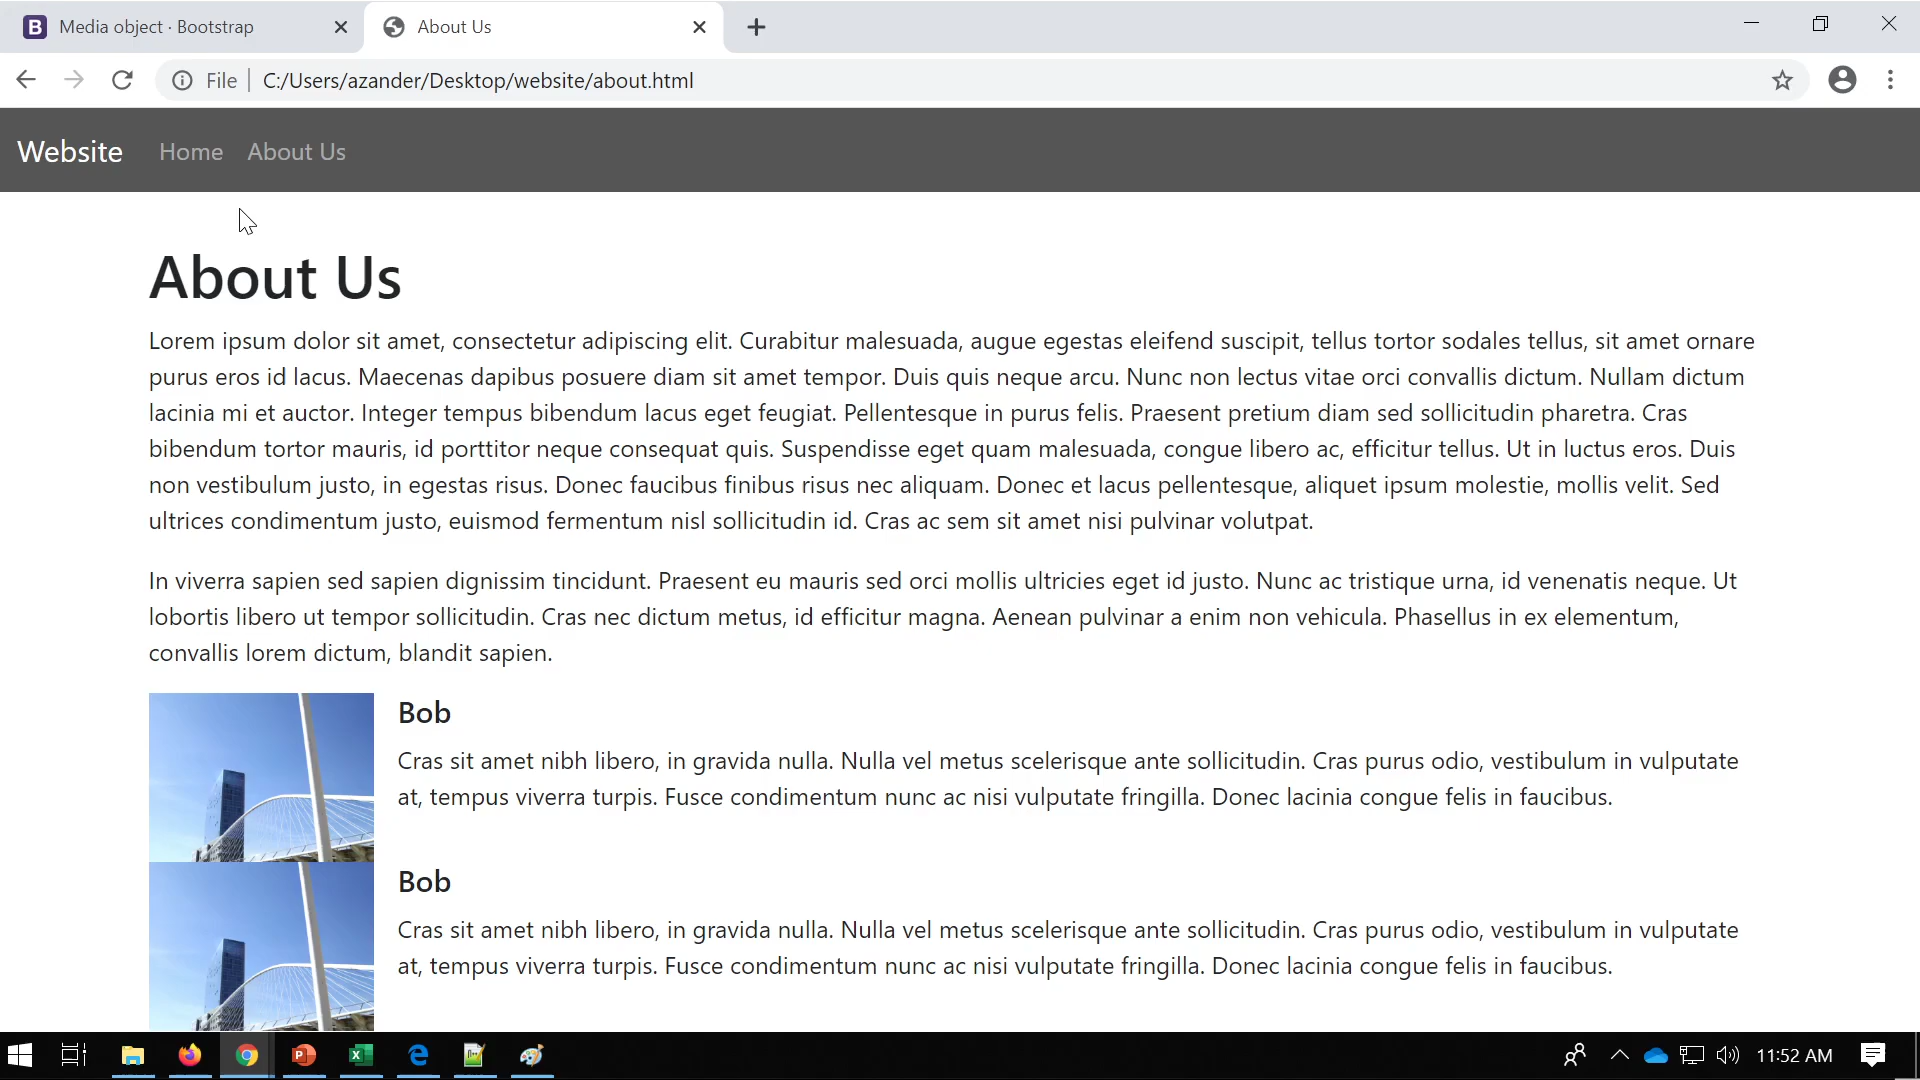 Media object · Bootstrap
About Us
File
C:/Users/azander/Desktop/website/about.html
Website Home About Us
About Us
Lorem ipsum dolor sit amet, consectetur adipiscing elit. Curabitur malesuada, augue egestas eleifend suscipit, tellus tortor sodales tellus, sit amet ornare
purus eros id lacus. Maecenas dapibus posuere diam sit amet tempor. Duis quis neque arcu. Nunc non lectus vitae orci convallis dictum. Nullam dictum
lacinia mi et auctor. Integer tempus bibendum lacus eget feugiat. Pellentesque in purus felis. Praesent pretium diam sed sollicitudin pharetra. Cras
bibendum tortor mauris, id porttitor neque consequat quis. Suspendisse eget quam malesuada, congue libero ac, efficitur tellus. Ut in luctus eros. Duis
non vestibulum justo, in egestas risus. Donec faucibus finibus risus nec aliquam. Donec et lacus pellentesque, aliquet ipsum molestie, mollis velit. Sed
ultrices condimentum justo, euismod fermentum nisl sollicitudin id. Cras ac sem sit amet nisi pulvinar volutpat.
In viverra sapien sed sapien dignissim tincidunt. Praesent eu mauris sed orci mollis ultricies eget id justo. Nunc ac tristique urna, id venenatis neque. Ut
lobortis libero ut tempor sollicitudin. Cras nec dictum metus, id efficitur magna. Aenean pulvinar a enim non vehicula. Phasellus in ex elementum,
convallis lorem dictum, blandit sapien.
Bob
Cras sit amet nibh libero, in gravida nulla. Nulla vel metus scelerisque ante sollicitudin. Cras purus odio, vestibulum in vulputate
at, tempus viverra turpis. Fusce condimentum nunc ac nisi vulputate fringilla. Donec lacinia congue felis in faucibus.
Bob
Cras sit amet nibh libero, in gravida nulla. Nulla vel metus scelerisque ante sollicitudin. Cras purus odio, vestibulum in vulputate
at, tempus viverra turpis. Fusce condimentum nunc ac nisi vulputate fringilla. Donec lacinia congue felis in faucibus.
11:52 AM